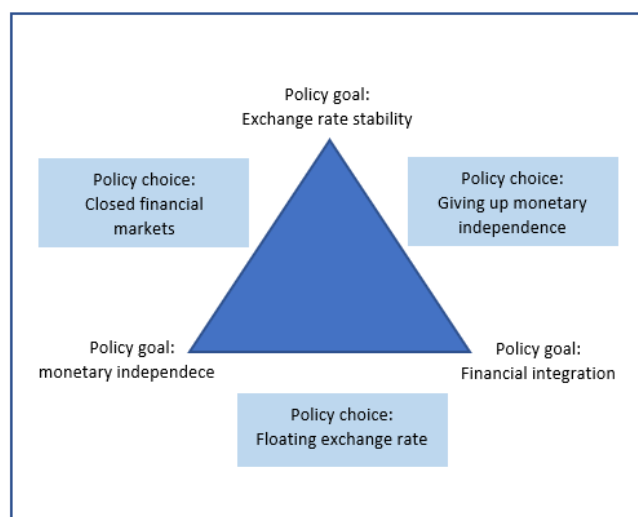 Policy goal:
Exchange rate stability
Policy choice:
Closed financial
markets
Policy choice:
Giving up monetary
independence
Policy goal:
monetary independece
Policy goal:
Financial integration
Policy choice:
Floating exchange rate